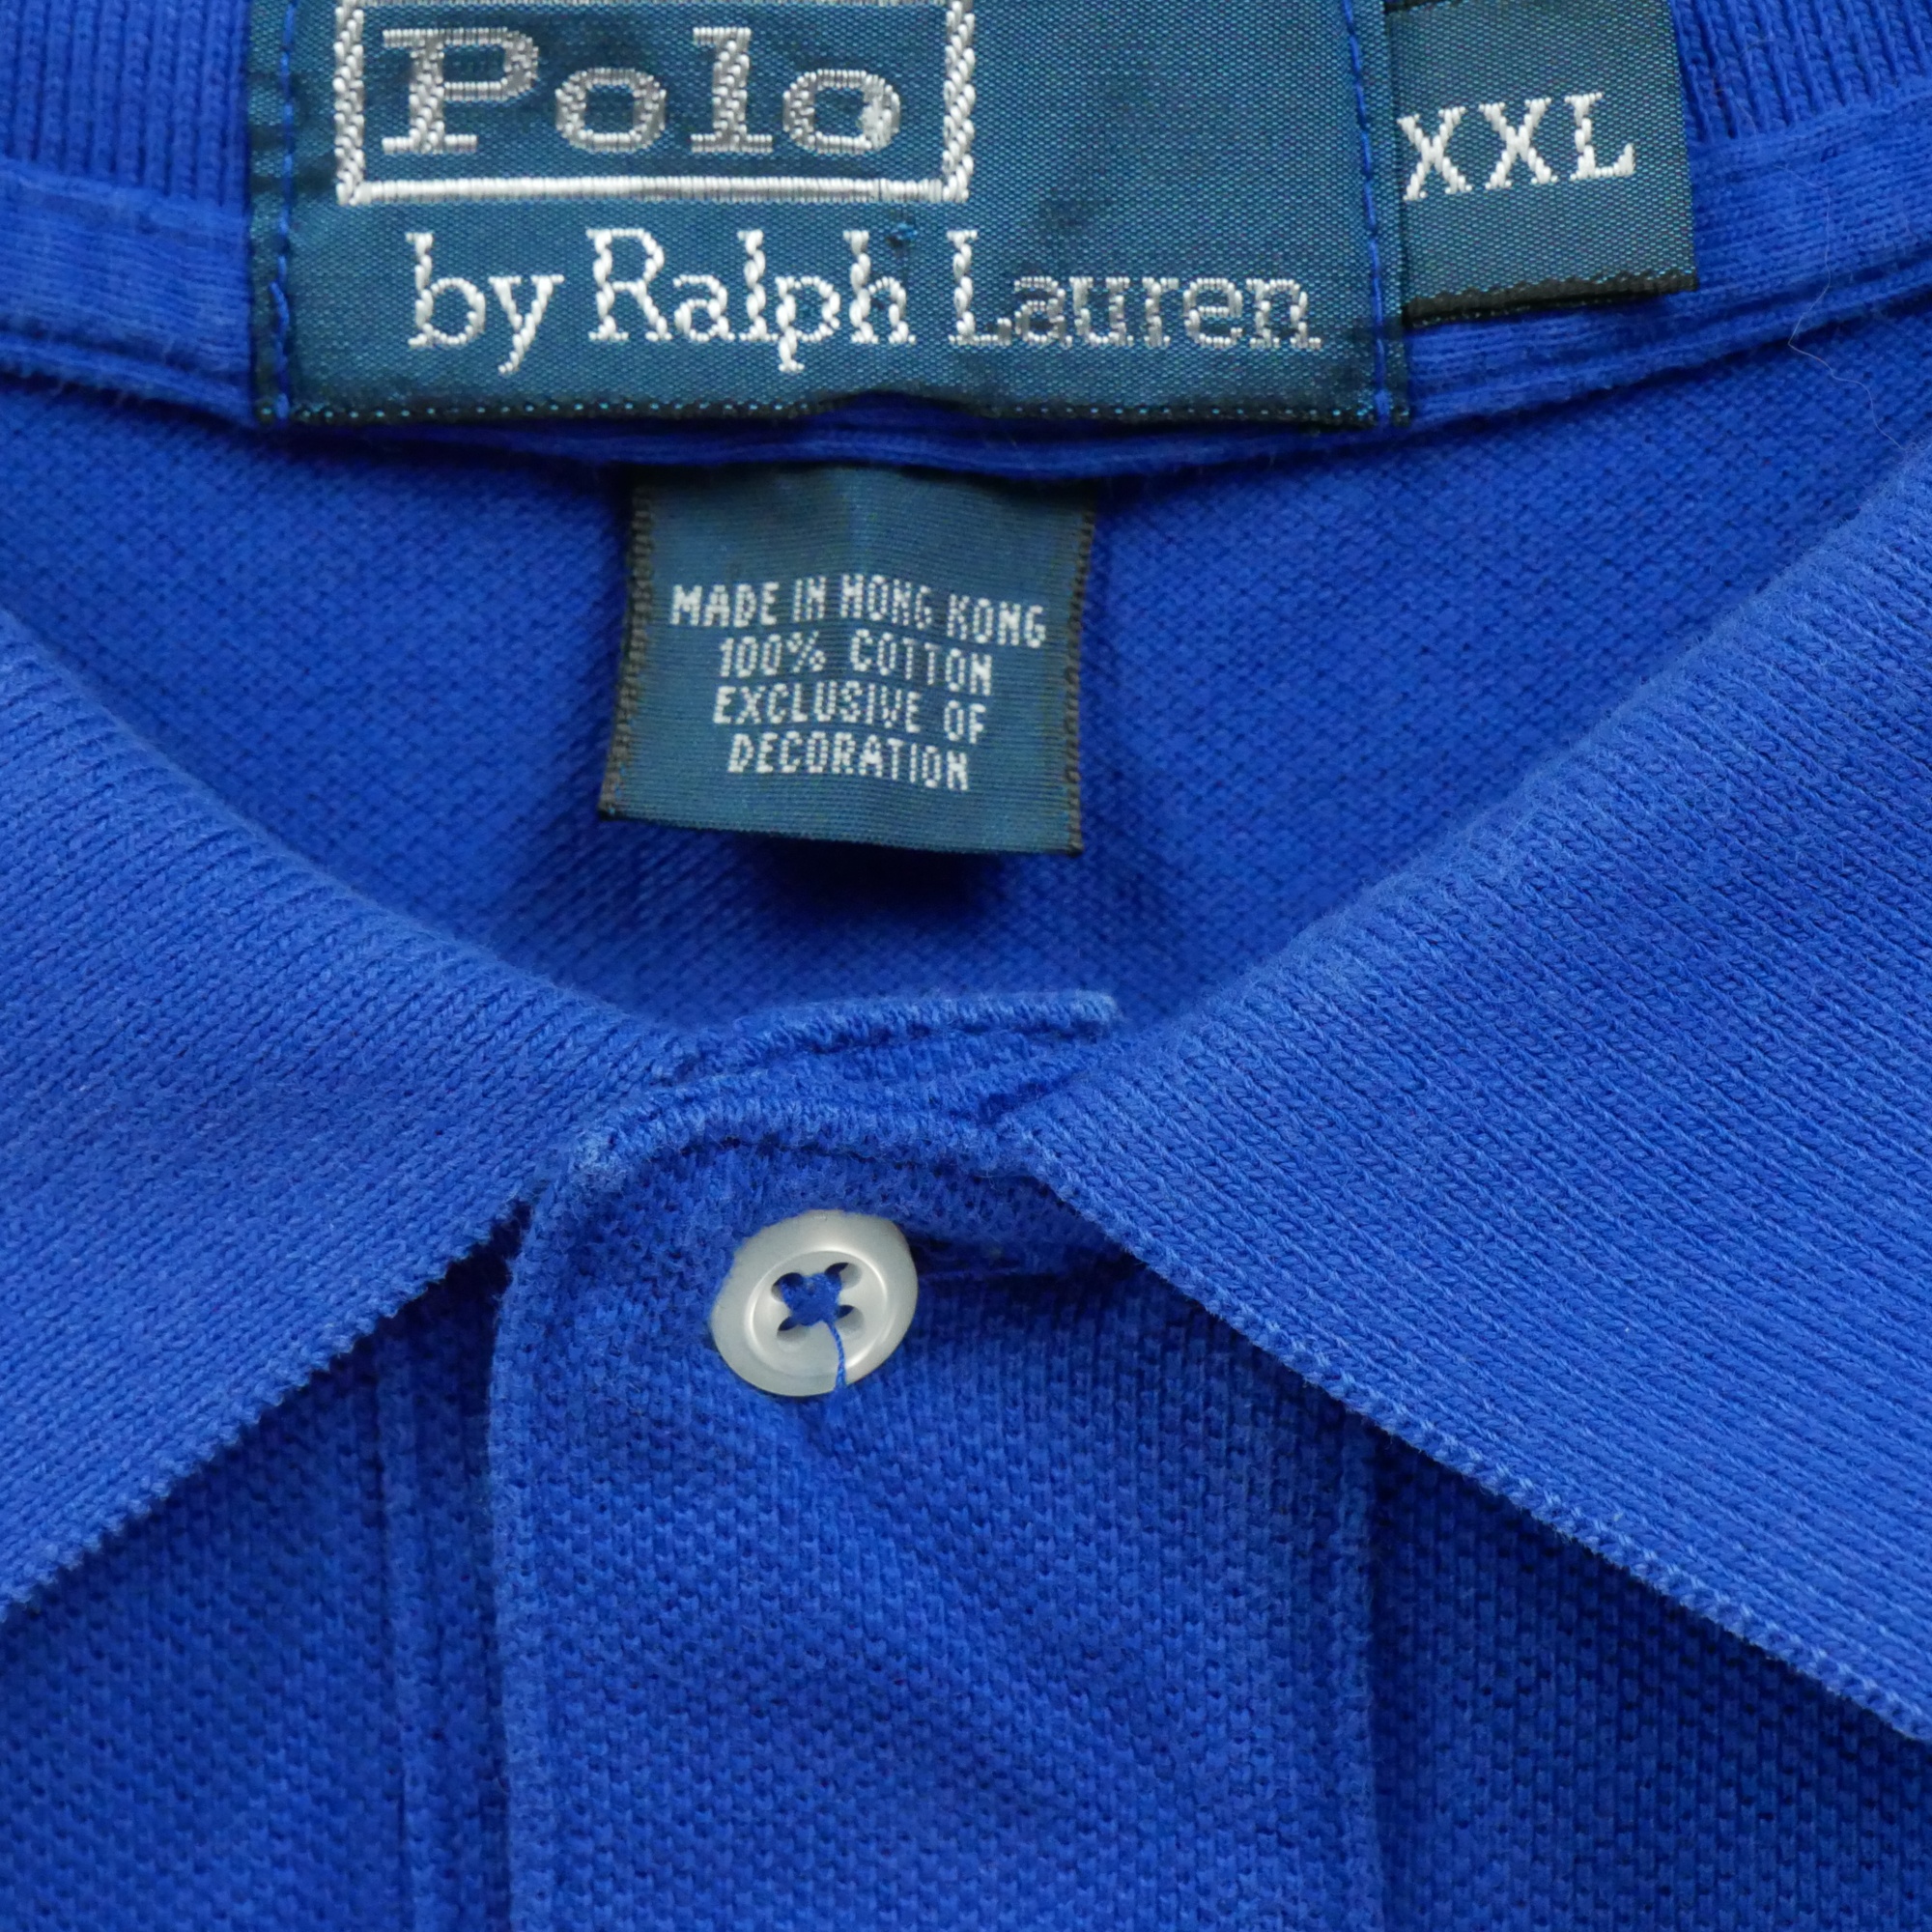 Polo
by Ralph Lauren
XXL
MADE IN HONG KONG
100% COTTON
EXCLUSIVE OF
DECORATION